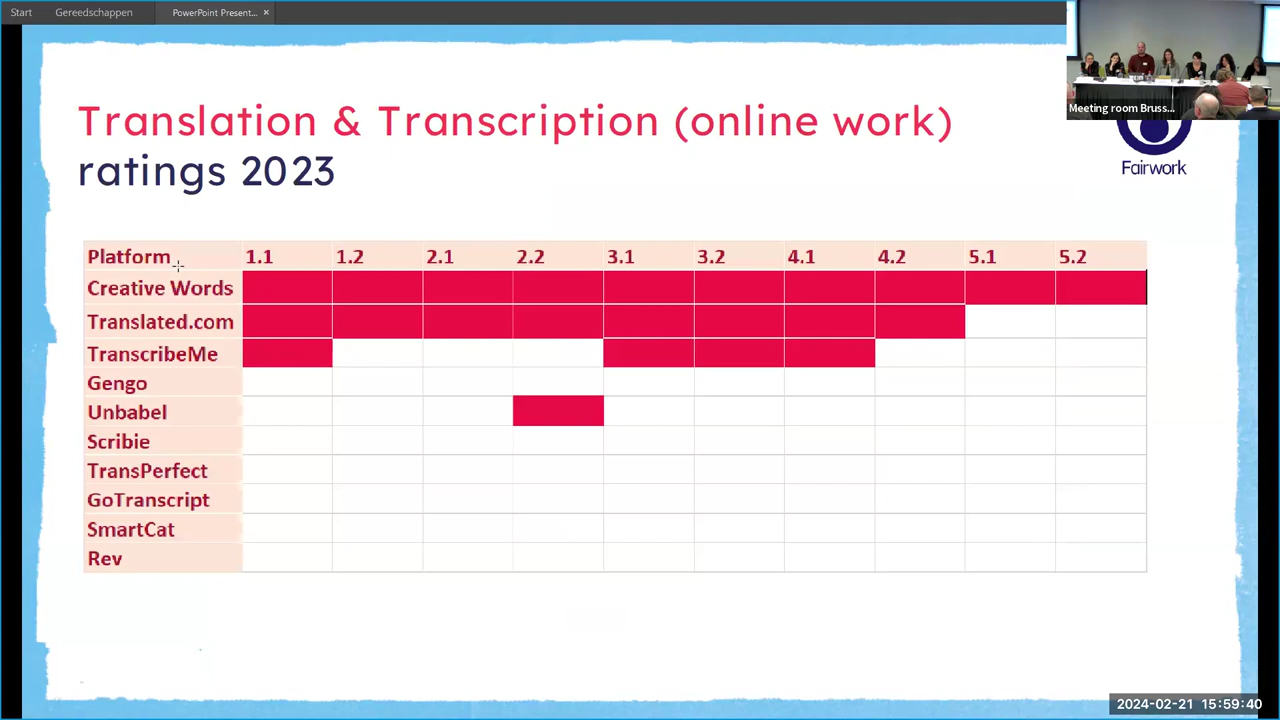 Start Gereedschappen PowerPoint Present... ×
Meeting room Bruss...
Translation & Transcription (online work)
ratings 2023
Fairwork
Platform 1.1 1.2 2.1 2.2 3.1 3.2 4.1 4.2 5.1 5.2
Creative Words
Translated.com
TranscribeMe
Gengo
Unbabel
Scribie
TransPerfect
GoTranscript
SmartCat
Rev
2024-02-21 15:59:40